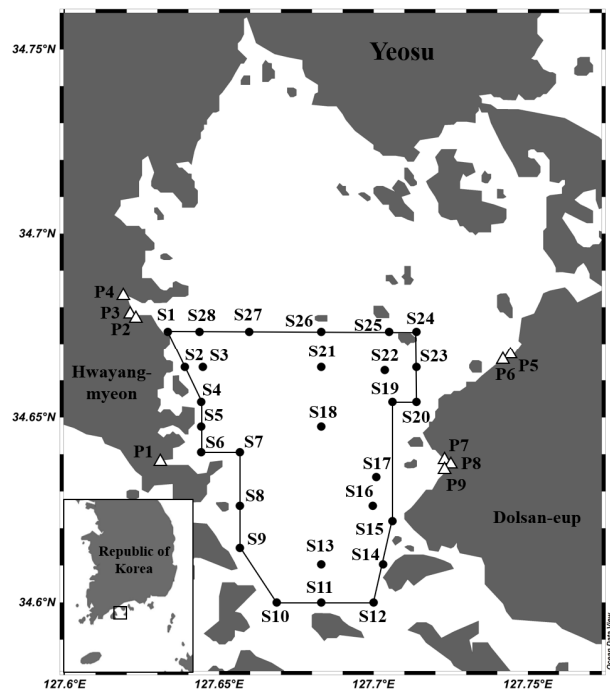 34.75°N
Yeosu
34.7°N
P4
P3
P2
S1 S28 S27 S26 S25 S24
S2 S3 S21 S22 S23
P6 P5
Hwayang-
myeon
S4 S19 S20
S5 S18
P1 S6 S7
P7
P8
P9
34.65°N
S17
S8 S16
S15
Dolsan-eup
S9 S13 S14
Republic of
Korea
34.6°N
S10 S11 S12
127.6°E 127.65°E 127.7°E 127.75°E
Ocean Data View